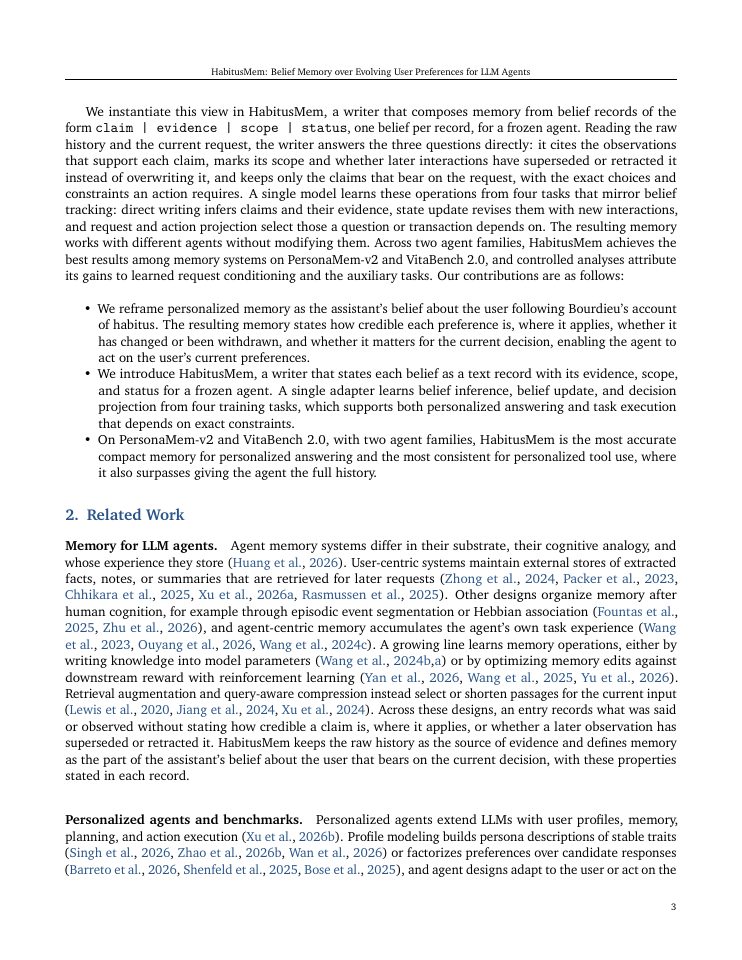 HabitusMem: Belief Memory over Evolving User Preferences for LLM Agents
We instantiate this view in HabitusMem, a writer that composes memory from belief records of the
form claim | evidence | scope | status, one belief per record, for a frozen agent. Reading the raw
history and the current request, the writer answers the three questions directly: it cites the observations
that support each claim, marks its scope and whether later interactions have superseded or retracted it
instead of overwriting it, and keeps only the claims that bear on the request, with the exact choices and
constraints an action requires. A single model learns these operations from four tasks that mirror belief
tracking: direct writing infers claims and their evidence, state update revises them with new interactions,
and request and action projection select those a question or transaction depends on. The resulting memory
works with different agents without modifying them. Across two agent families, HabitusMem achieves the
best results among memory systems on PersonaMem-v2 and VitaBench 2.0, and controlled analyses attribute
its gains to learned request conditioning and the auxiliary tasks. Our contributions are as follows:
• We reframe personalized memory as the assistant's belief about the user following Bourdieu's account
of habitus. The resulting memory states how credible each preference is, where it applies, whether it
has changed or been withdrawn, and whether it matters for the current decision, enabling the agent to
act on the user's current preferences.
• We introduce HabitusMem, a writer that states each belief as a text record with its evidence, scope,
and status for a frozen agent. A single adapter learns belief inference, belief update, and decision
projection from four training tasks, which supports both personalized answering and task execution
that depends on exact constraints.
• On PersonaMem-v2 and VitaBench 2.0, with two agent families, HabitusMem is the most accurate
compact memory for personalized answering and the most consistent for personalized tool use, where
it also surpasses giving the agent the full history.
2. Related Work
Memory for LLM agents. Agent memory systems differ in their substrate, their cognitive analogy, and
whose experience they store (Huang et al., 2026). User-centric systems maintain external stores of extracted
facts, notes, or summaries that are retrieved for later requests (Zhong et al., 2024, Packer et al., 2023,
Chhikara et al., 2025, Xu et al., 2026a, Rasmussen et al., 2025). Other designs organize memory after
human cognition, for example through episodic event segmentation or Hebbian association (Fountas et al.,
2025, Zhu et al., 2026), and agent-centric memory accumulates the agent's own task experience (Wang
et al., 2023, Ouyang et al., 2026, Wang et al., 2024c). A growing line learns memory operations, either by
writing knowledge into model parameters (Wang et al., 2024b,a) or by optimizing memory edits against
downstream reward with reinforcement learning (Yan et al., 2026, Wang et al., 2025, Yu et al., 2026).
Retrieval augmentation and query-aware compression instead select or shorten passages for the current input
(Lewis et al., 2020, Jiang et al., 2024, Xu et al., 2024). Across these designs, an entry records what was said
or observed without stating how credible a claim is, where it applies, or whether a later observation has
superseded or retracted it. HabitusMem keeps the raw history as the source of evidence and defines memory
as the part of the assistant's belief about the user that bears on the current decision, with these properties
stated in each record.
Personalized agents and benchmarks. Personalized agents extend LLMs with user profiles, memory,
planning, and action execution (Xu et al., 2026b). Profile modeling builds persona descriptions of stable traits
(Singh et al., 2026, Zhao et al., 2026b, Wan et al., 2026) or factorizes preferences over candidate responses
(Barreto et al., 2026, Shenfeld et al., 2025, Bose et al., 2025), and agent designs adapt to the user or act on the
3